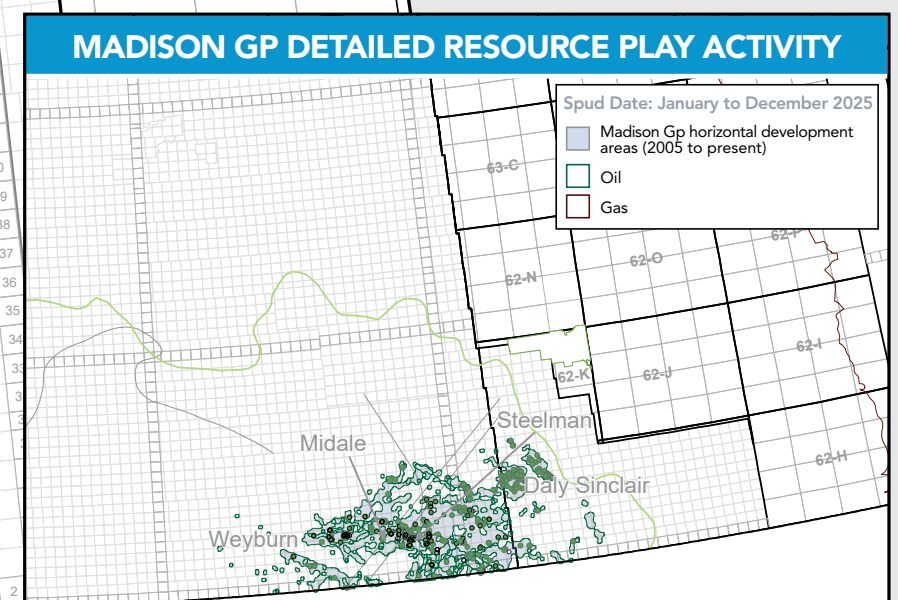 MADISON GP DETAILED RESOURCE PLAY ACTIVITY
Spud Date: January to December 2025
Madison Gp horizontal development
areas (2005 to present)
Oil
Gas
63-C
62-N
62-O
62-P
62-K
62-J
62-I
62-H
Steelman
Midale
Daly Sinclair
Weyburn
39
38
37
36
35
34
33
2